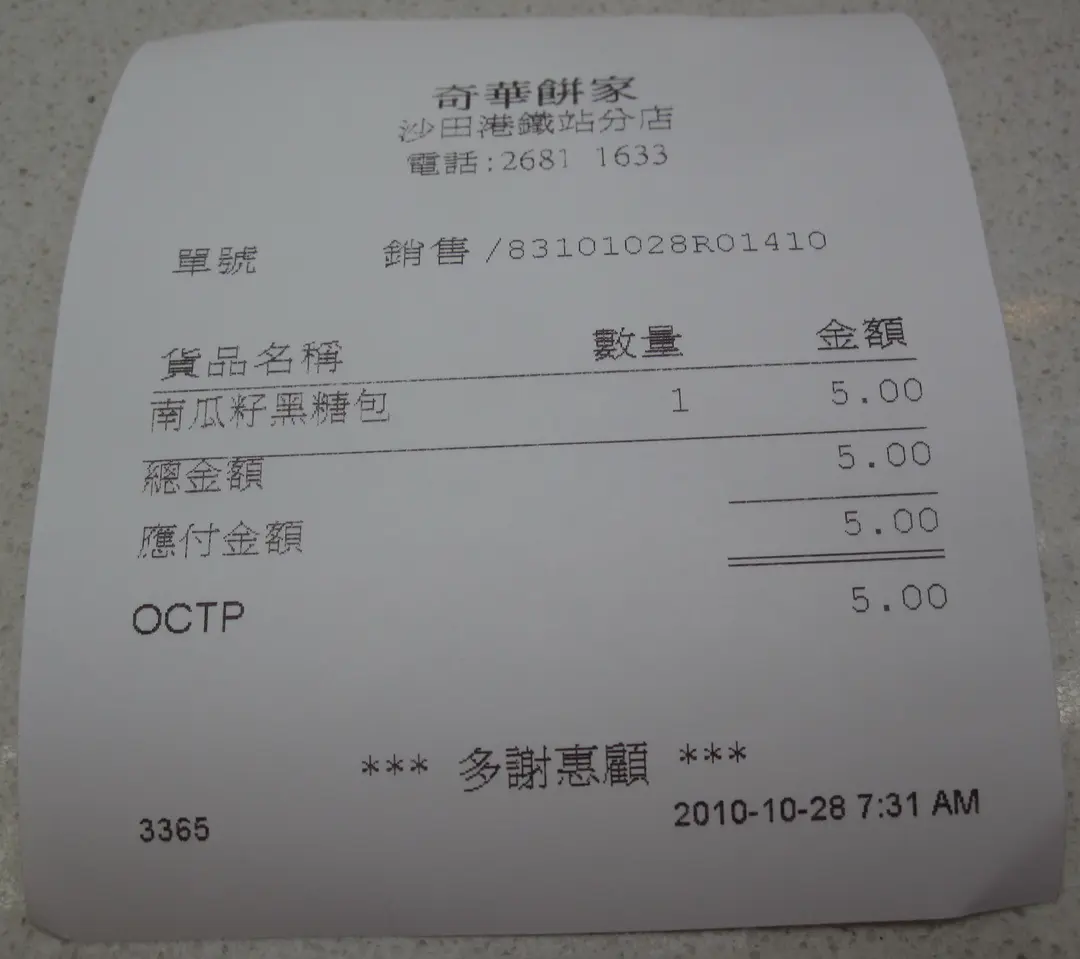 奇華餅家
沙田港鐵站分店
電話:2681 1633
單號 銷售/83101028R01410
貨品名稱 數量 金額
南瓜籽黑糖包 1 5.00
總金額 5.00
應付金額 5.00
OCTP 5.00
*** 多謝惠顧 ***
3365 2010-10-28 7:31 AM